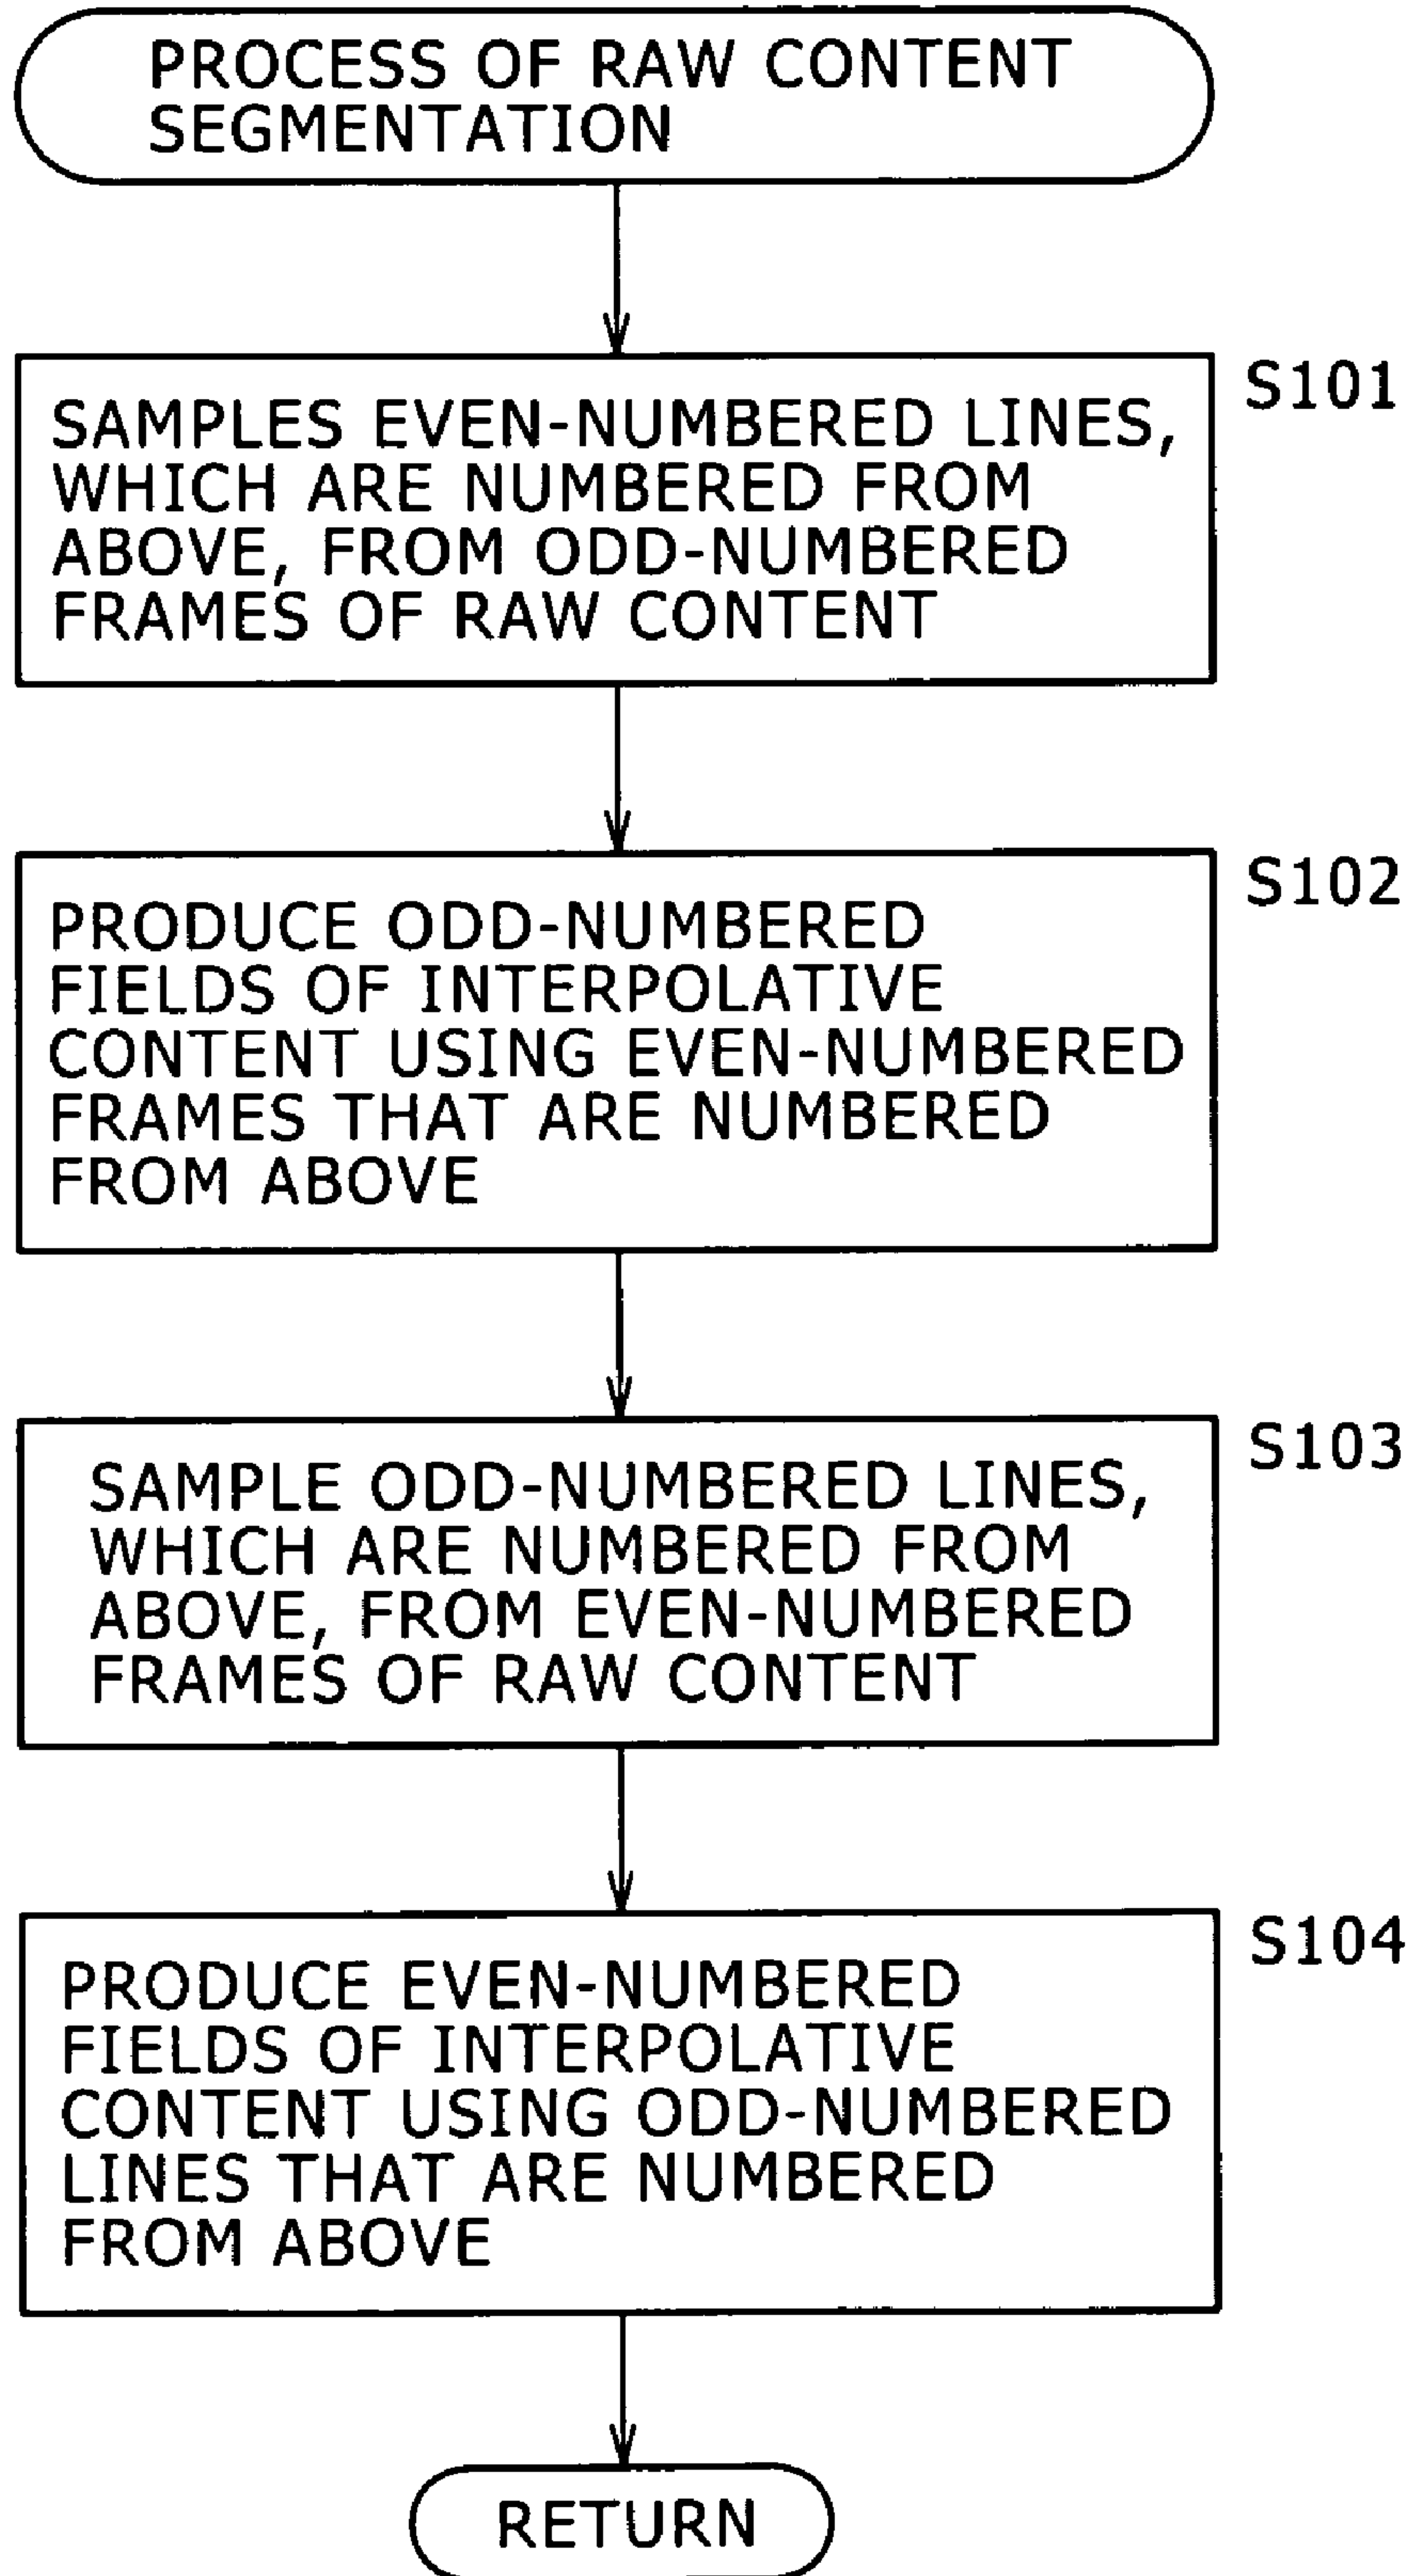 PROCESS OF RAW CONTENT
SEGMENTATION
S101
SAMPLES EVEN-NUMBERED LINES,
WHICH ARE NUMBERED FROM
ABOVE, FROM ODD-NUMBERED
FRAMES OF RAW CONTENT
S102
PRODUCE ODD-NUMBERED
FIELDS OF INTERPOLATIVE
CONTENT USING EVEN-NUMBERED
FRAMES THAT ARE NUMBERED
FROM ABOVE
S103
SAMPLE ODD-NUMBERED LINES,
WHICH ARE NUMBERED FROM
ABOVE, FROM EVEN-NUMBERED
FRAMES OF RAW CONTENT
S104
PRODUCE EVEN-NUMBERED
FIELDS OF INTERPOLATIVE
CONTENT USING ODD-NUMBERED
LINES THAT ARE NUMBERED
FROM ABOVE
RETURN